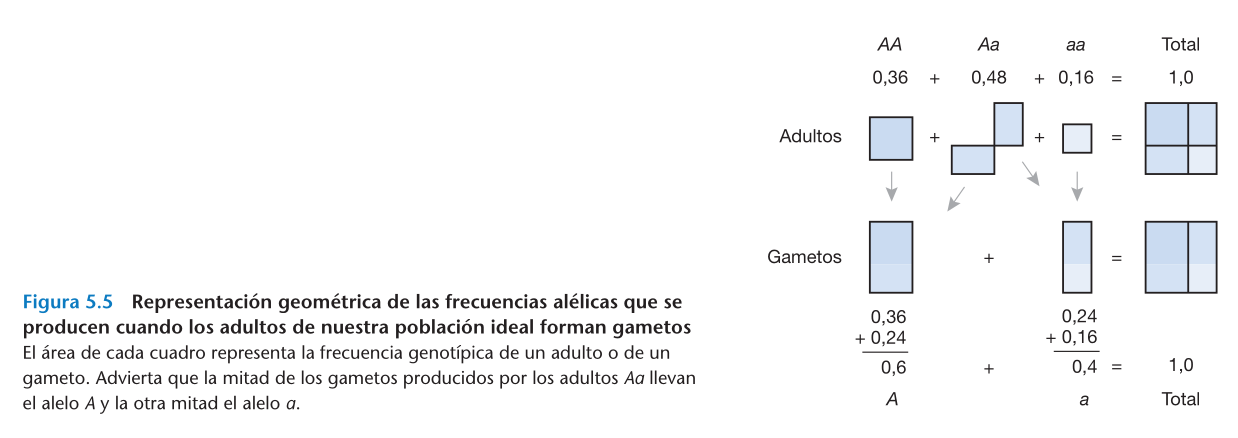 AA Aa aa Total
0,36 + 0,48 + 0,16 = 1,0
Adultos + + =
Gametos + =
0,36 0,24
+ 0,24 + 0,16
0,6 + 0,4 = 1,0
A a Total
Figura 5.5 Representación geométrica de las frecuencias alélicas que se
producen cuando los adultos de nuestra población ideal forman gametos
El área de cada cuadro representa la frecuencia genotípica de un adulto o de un
gameto. Advierta que la mitad de los gametos producidos por los adultos Aa llevan
el alelo A y la otra mitad el alelo a.